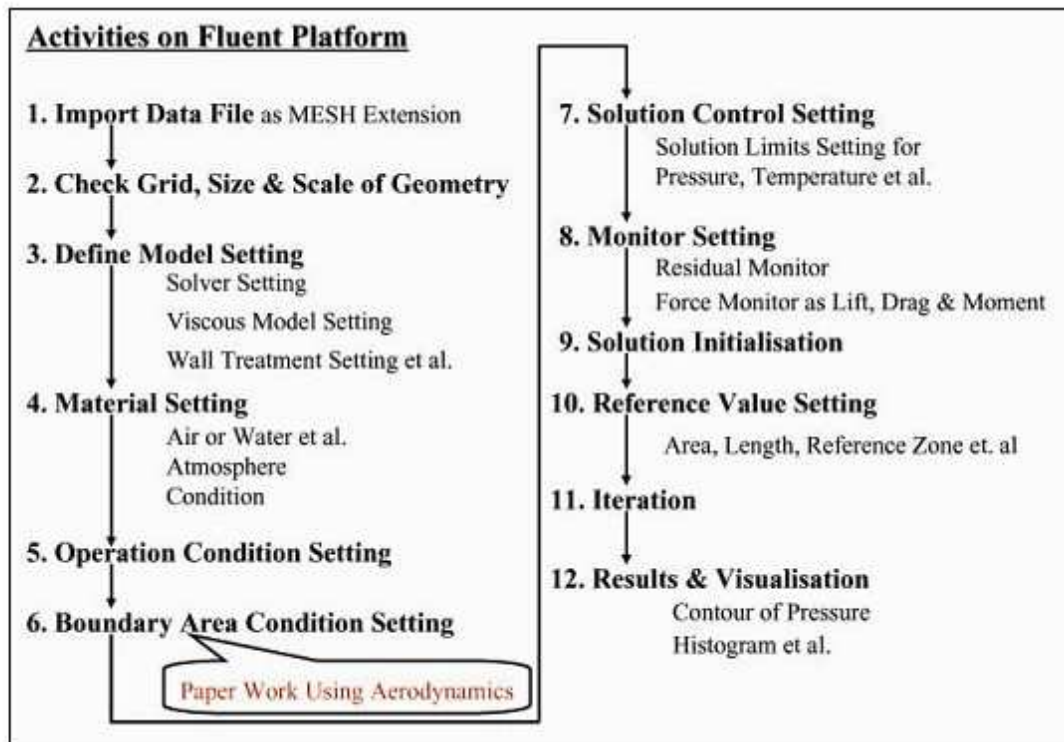 Activities on Fluent Platform
1. Import Data File as MESH Extension
2. Check Grid, Size & Scale of Geometry
3. Define Model Setting
Solver Setting
Viscous Model Setting
Wall Treatment Setting et al.
4. Material Setting
Air or Water et al.
Atmosphere
Condition
5. Operation Condition Setting
6. Boundary Area Condition Setting
Paper Work Using Aerodynamics
7. Solution Control Setting
Solution Limits Setting for
Pressure, Temperature et al.
8. Monitor Setting
Residual Monitor
Force Monitor as Lift, Drag & Moment
9. Solution Initialisation
10. Reference Value Setting
Area, Length, Reference Zone et. al
11. Iteration
12. Results & Visualisation
Contour of Pressure
Histogram et al.